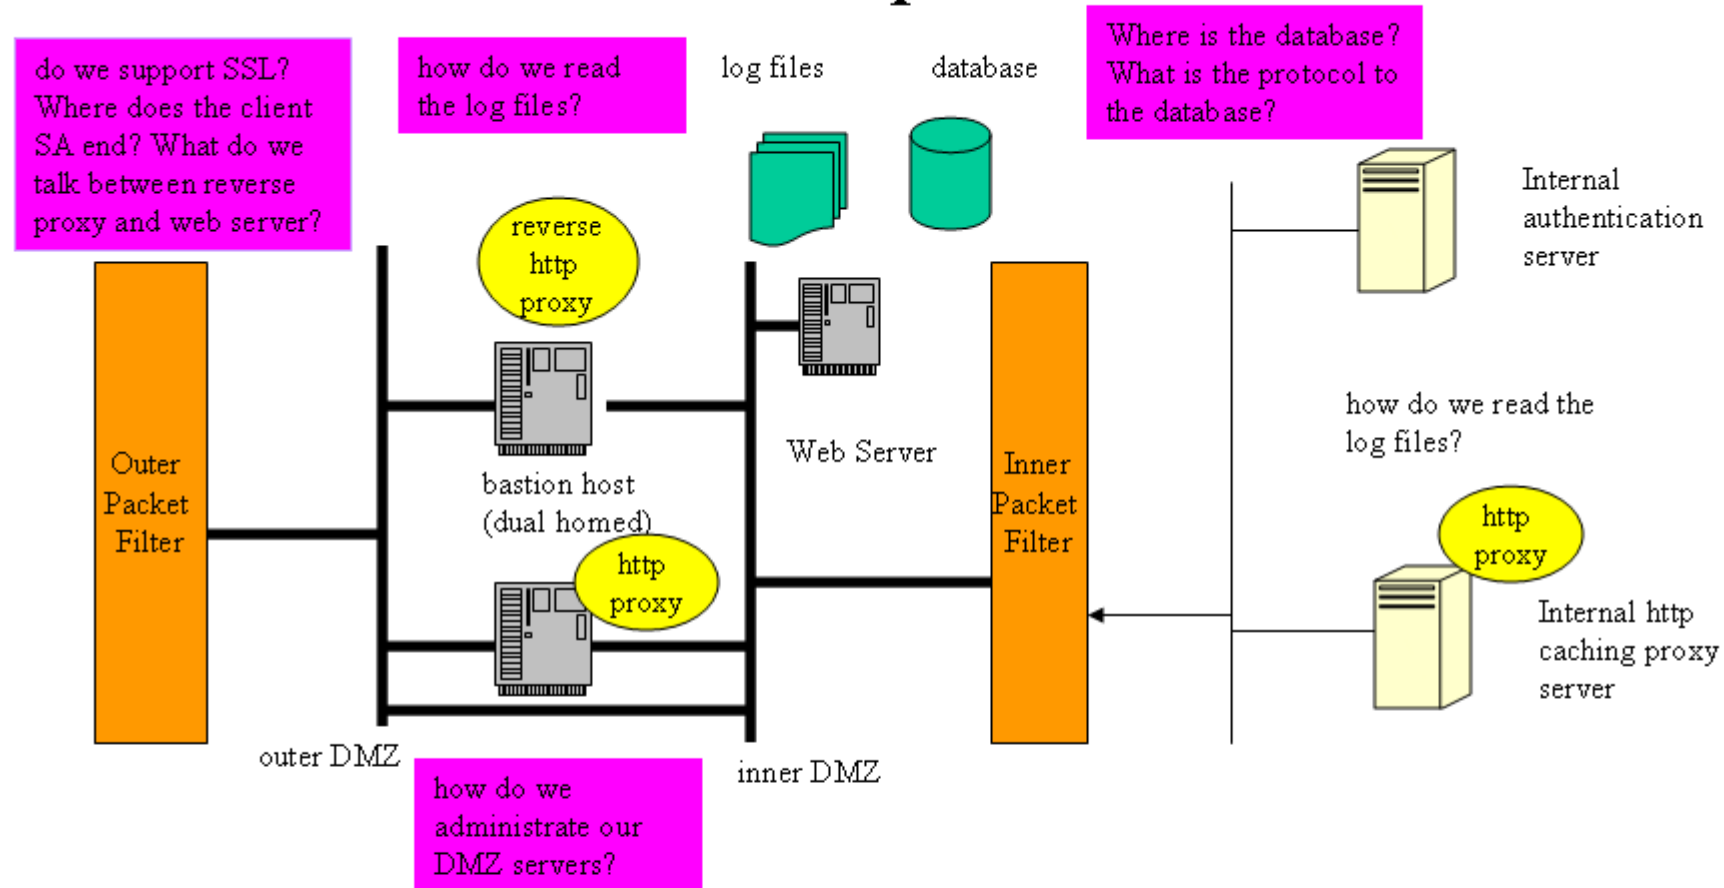 do we support SSL?
Where does the client
SA end? What do we
talk between reverse
proxy and web server?
how do we read
the log files?
log files
database
Where is the database?
What is the protocol to
the database?
reverse
http
proxy
Internal
authentication
server
Outer
Packet
Filter
bastion host
(dual homed)
http
proxy
Web Server
Inner
Packet
Filter
how do we read the
log files?
http
proxy
Internal http
caching proxy
server
outer DMZ
inner DMZ
how do we
administrate our
DMZ servers?